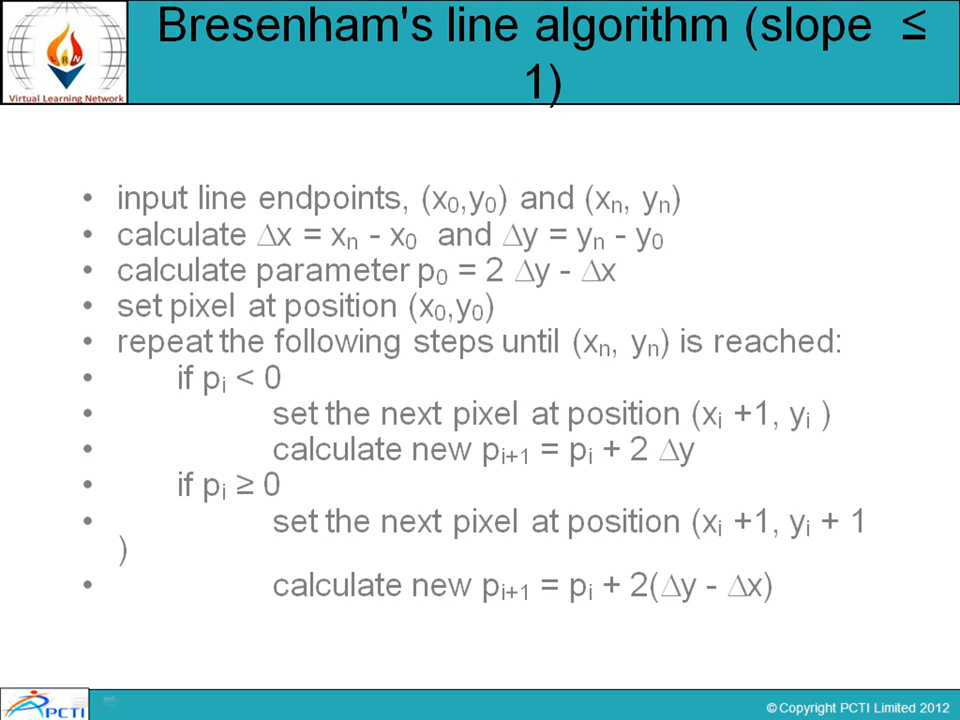 Bresenham's line algorithm (slope ≤
1)
VRN
Virtual Learning Network
• input line endpoints, (x₀,y₀) and (xₙ, yₙ)
• calculate ∆x = xₙ - x₀ and ∆y = yₙ - y₀
• calculate parameter p₀ = 2 ∆y - ∆x
• set pixel at position (x₀,y₀)
• repeat the following steps until (xₙ, yₙ) is reached:
• if pᵢ < 0
• set the next pixel at position (xᵢ +1, yᵢ )
• calculate new pᵢ₊₁ = pᵢ + 2 ∆y
• if pᵢ ≥ 0
• set the next pixel at position (xᵢ +1, yᵢ + 1
)
• calculate new pᵢ₊₁ = pᵢ + 2(∆y - ∆x)
PCTI
© Copyright PCTI Limited 2012